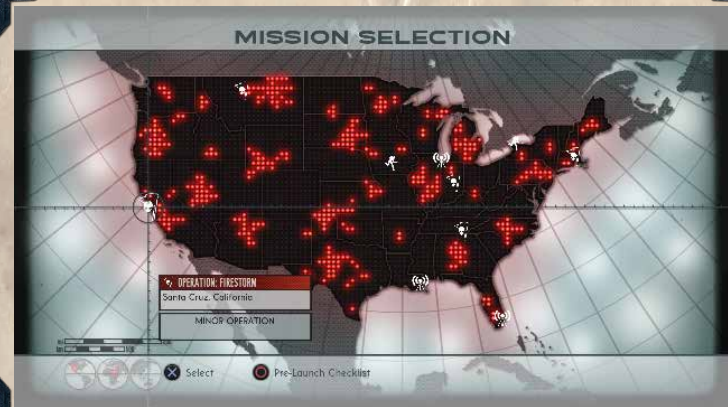 MISSION SELECTION
OPERATION: FIRESTORM
Santa Cruz, California
MINOR OPERATION
Select
Pre-Launch Checklist